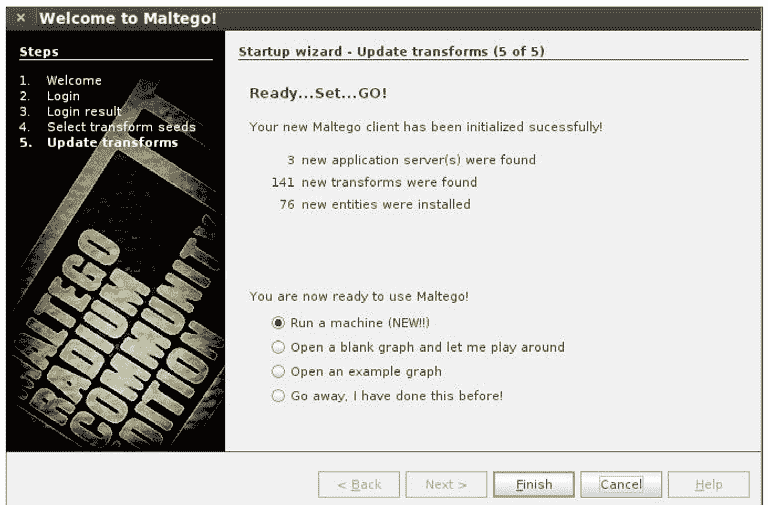 Welcome to Maltego!
Steps
1. Welcome
2. Login
3. Login result
4. Select transform seeds
5. Update transforms
MALTEGO
RADIUM
COMMUNITY
EDITION
Startup wizard - Update transforms (5 of 5)
Ready...Set...GO!
Your new Maltego client has been initialized sucessfully!
3 new application server(s) were found
141 new transforms were found
76 new entities were installed
You are now ready to use Maltego!
Run a machine (NEW!!)
Open a blank graph and let me play around
Open an example graph
Go away, I have done this before!
< Back Next > Finish Cancel Help